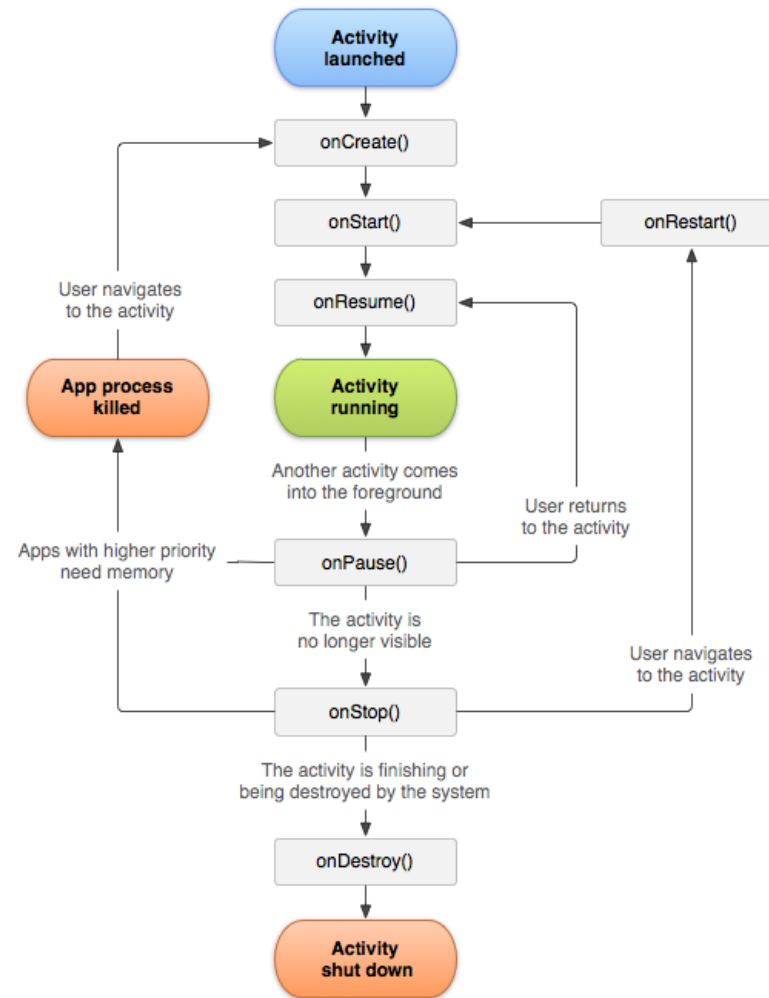 Activity
launched
onCreate()
onStart()
onRestart()
User navigates
to the activity
onResume()
App process
killed
Activity
running
Another activity comes
into the foreground
User returns
to the activity
Apps with higher priority
need memory
onPause()
The activity is
no longer visible
User navigates
to the activity
onStop()
The activity is finishing or
being destroyed by the system
onDestroy()
Activity
shut down